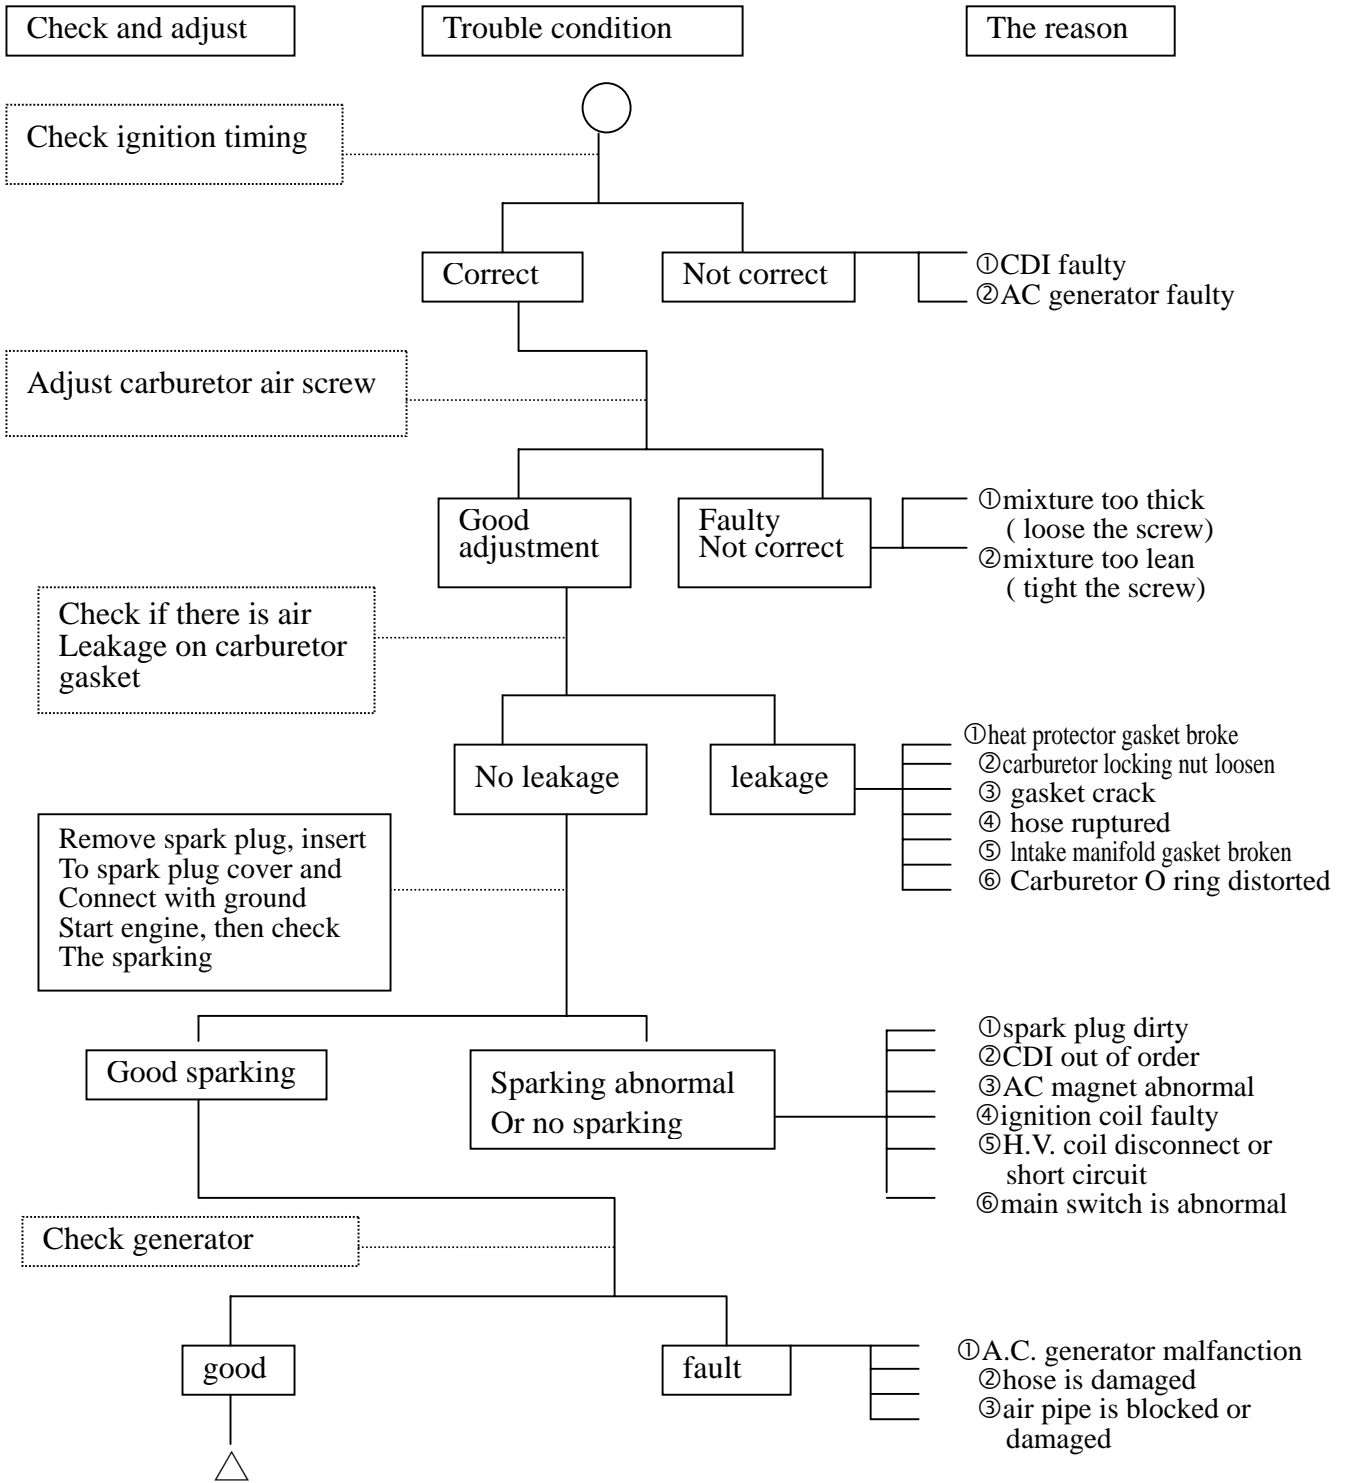 Check and adjust
Trouble condition
The reason
Check ignition timing
Correct
Not correct
①CDI faulty
②AC generator faulty
Adjust carburetor air screw
Good
adjustment
Faulty
Not correct
①mixture too thick
( loose the screw)
②mixture too lean
( tight the screw)
Check if there is air
Leakage on carburetor
gasket
No leakage
leakage
①heat protector gasket broke
②carburetor locking nut loosen
③ gasket crack
④ hose ruptured
⑤ Intake manifold gasket broken
⑥ Carburetor O ring distorted
Remove spark plug, insert
To spark plug cover and
Connect with ground
Start engine, then check
The sparking
Good sparking
Sparking abnormal
Or no sparking
①spark plug dirty
②CDI out of order
③AC magnet abnormal
④ignition coil faulty
⑤H.V. coil disconnect or
short circuit
⑥main switch is abnormal
Check generator
good
fault
①A.C. generator malfanction
②hose is damaged
③air pipe is blocked or
damaged